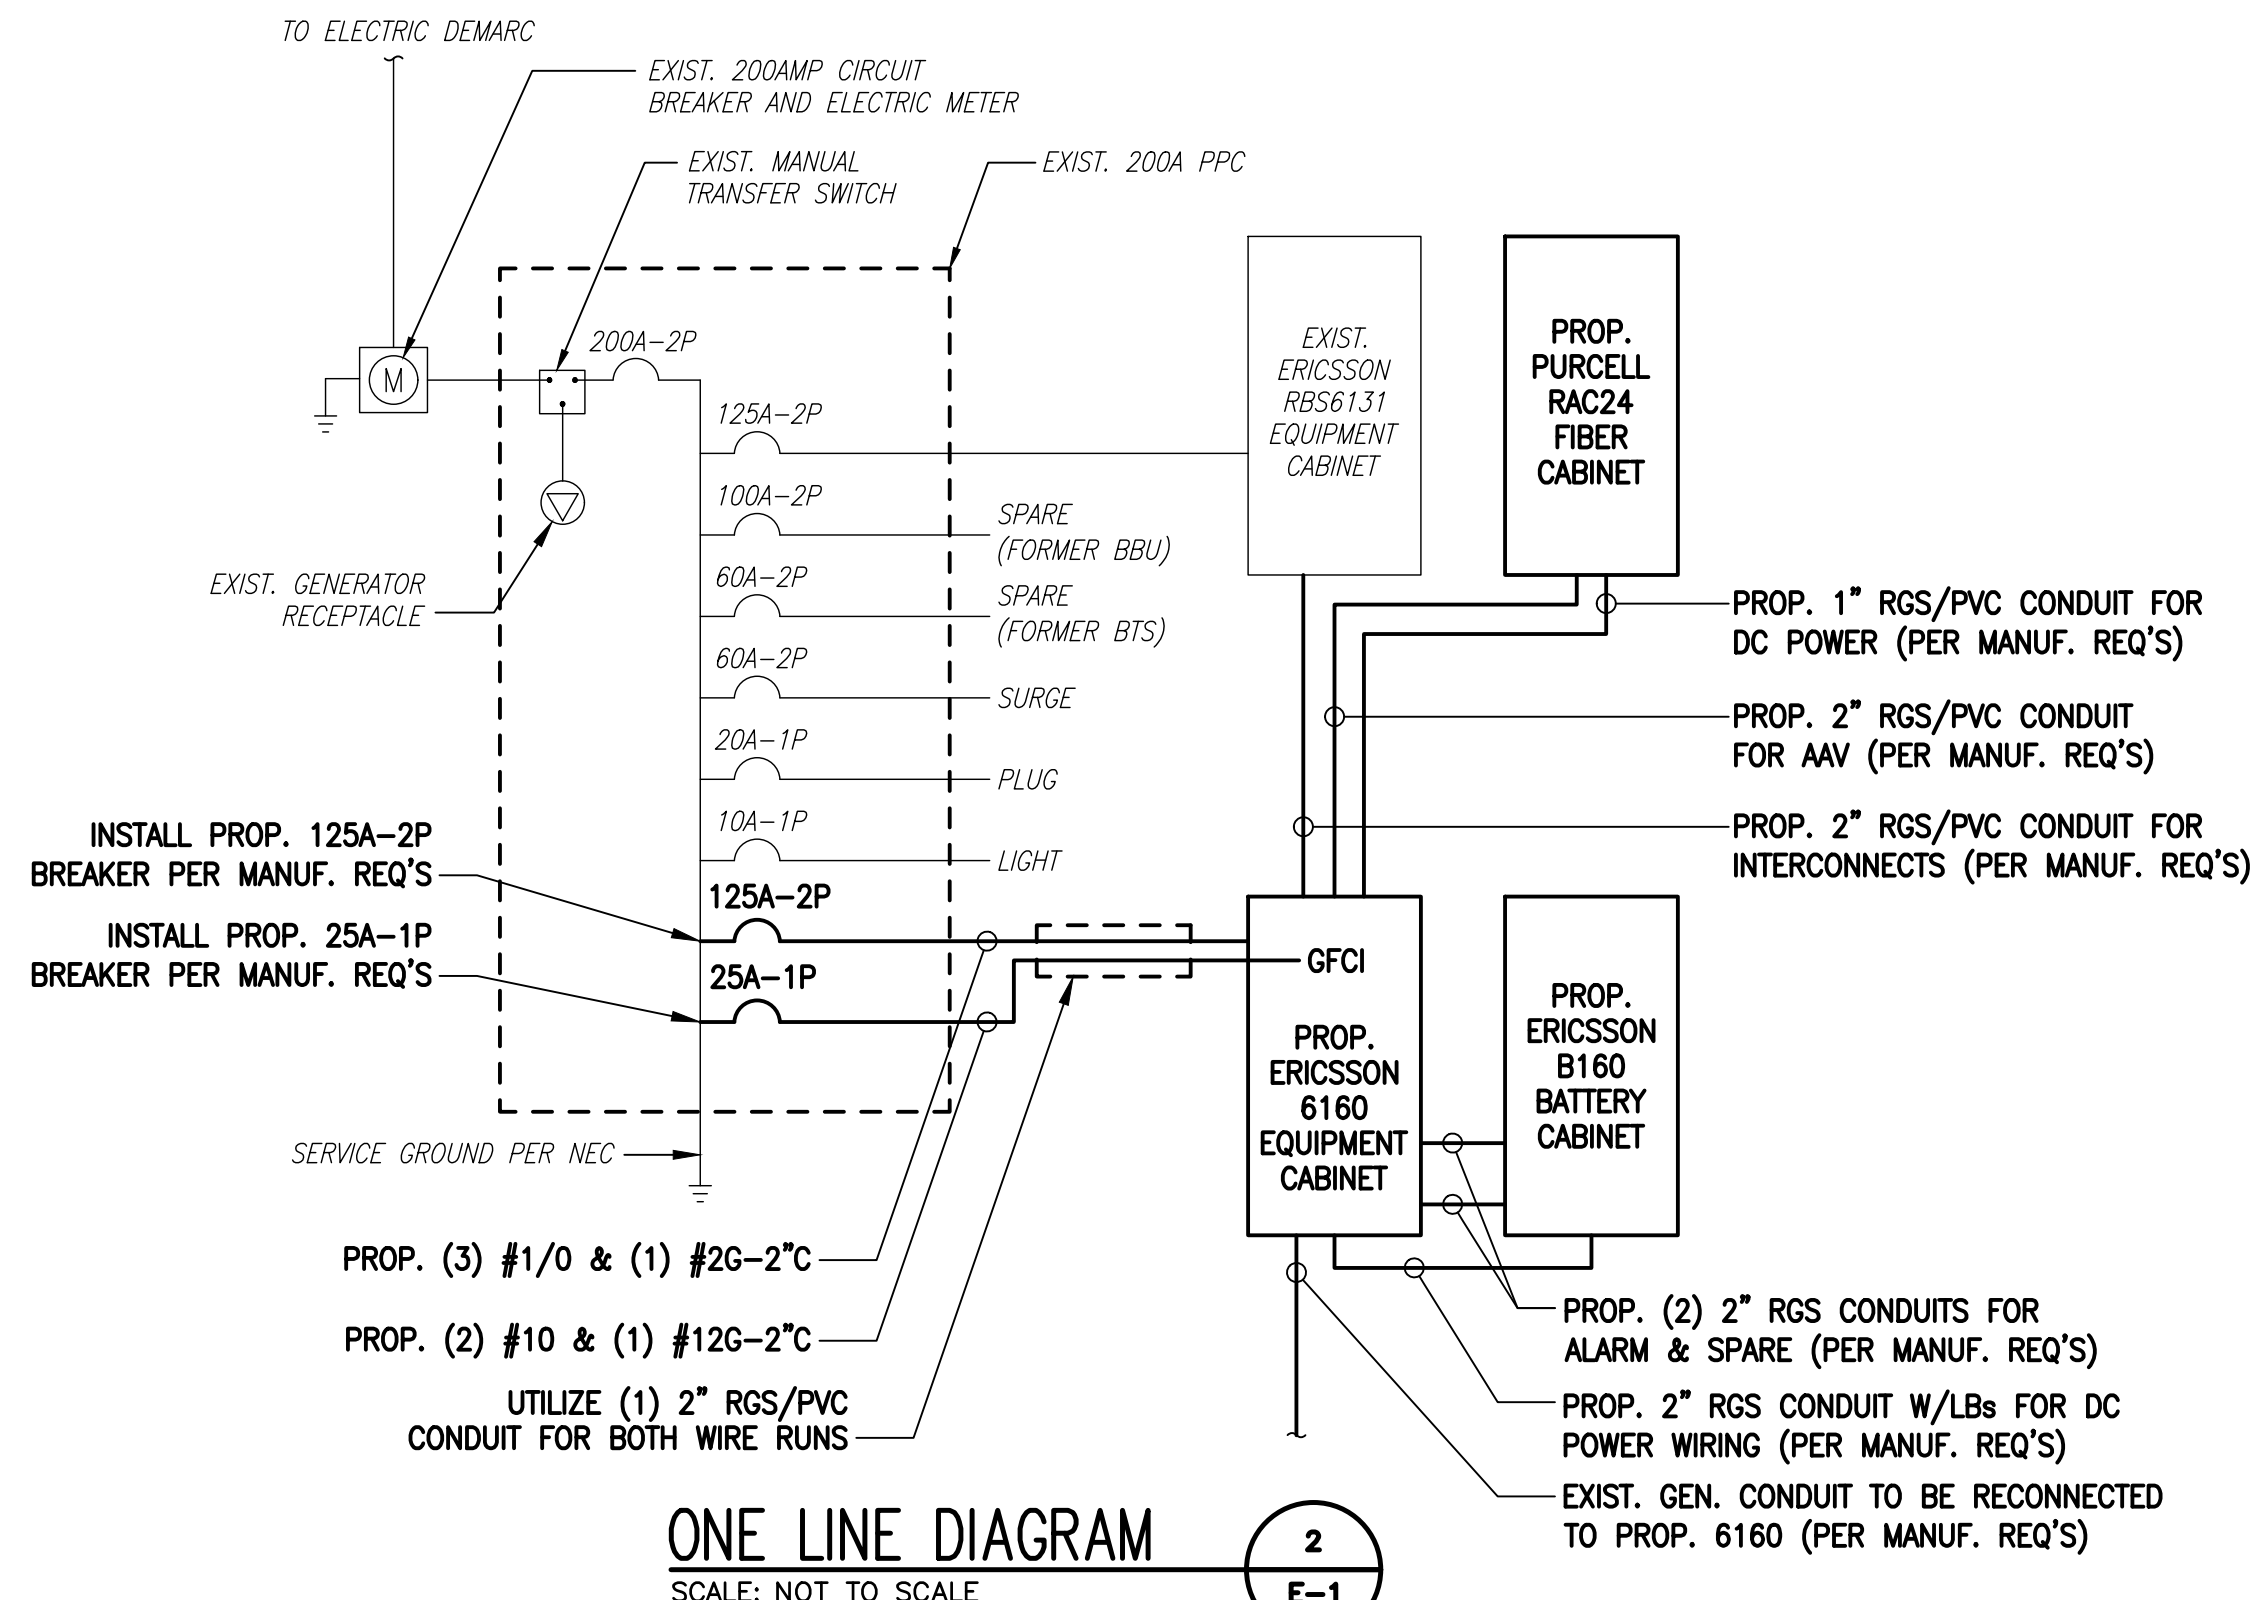 TO ELECTRIC DEMARC
EXIST. 200AMP CIRCUIT
BREAKER AND ELECTRIC METER
EXIST. MANUAL
TRANSFER SWITCH
EXIST. 200A PPC
M
200A-2P
125A-2P
100A-2P
SPARE
(FORMER BBU)
60A-2P
SPARE
(FORMER BTS)
60A-2P
SURGE
20A-1P
PLUG
10A-1P
LIGHT
125A-2P
25A-1P
EXIST. GENERATOR
RECEPTACLE
INSTALL PROP. 125A-2P
BREAKER PER MANUF. REQ'S
INSTALL PROP. 25A-1P
BREAKER PER MANUF. REQ'S
SERVICE GROUND PER NEC
PROP. (3) #1/0 & (1) #2G-2"C
PROP. (2) #10 & (1) #12G-2"C
UTILIZE (1) 2" RGS/PVC
CONDUIT FOR BOTH WIRE RUNS
EXIST.
ERICSSON
RBS6131
EQUIPMENT
CABINET
PROP.
PURCELL
RAC24
FIBER
CABINET
PROP. 1" RGS/PVC CONDUIT FOR
DC POWER (PER MANUF. REQ'S)
PROP. 2" RGS/PVC CONDUIT
FOR AAV (PER MANUF. REQ'S)
PROP. 2" RGS/PVC CONDUIT FOR
INTERCONNECTS (PER MANUF. REQ'S)
GFCI
PROP.
ERICSSON
6160
EQUIPMENT
CABINET
PROP.
ERICSSON
B160
BATTERY
CABINET
PROP. (2) 2" RGS CONDUITS FOR
ALARM & SPARE (PER MANUF. REQ'S)
PROP. 2" RGS CONDUIT W/LBs FOR DC
POWER WIRING (PER MANUF. REQ'S)
EXIST. GEN. CONDUIT TO BE RECONNECTED
TO PROP. 6160 (PER MANUF. REQ'S)
ONE LINE DIAGRAM
SCALE: NOT TO SCALE
2
E-1